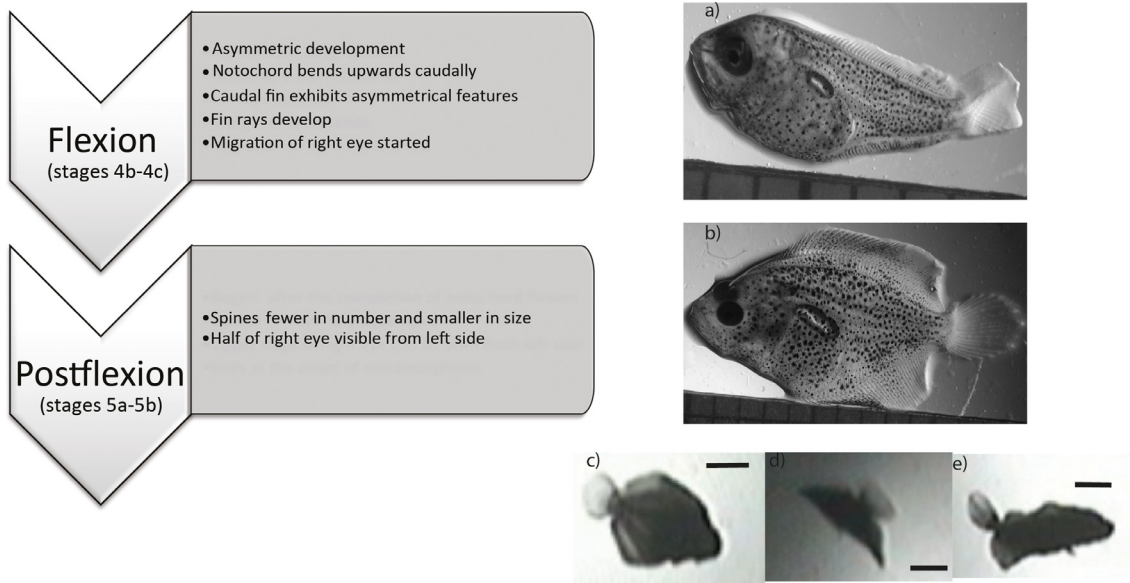 Flexion
(stages 4b-4c)
•Asymmetric development
•Notochord bends upwards caudally
•Caudal fin exhibits asymmetrical features
•Fin rays develop
•Migration of right eye started
Postflexion
(stages 5a-5b)
•Spines fewer in number and smaller in size
•Half of right eye visible from left side
a)
b)
c)
d)
e)